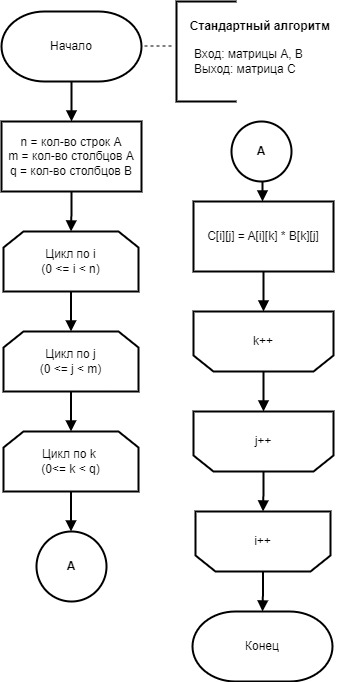 Начало
Стандартный алгоритм
Вход: матрицы A, B
Выход: матрица C
n = кол-во строк A
m = кол-во столбцов A
q = кол-во столбцов B
Цикл по i
(0 <= i < n)
Цикл по j
(0 <= j < m)
Цикл по k
(0<= k < q)
A
A
C[i][j] = A[i][k] * B[k][j]
k++
j++
i++
Конец